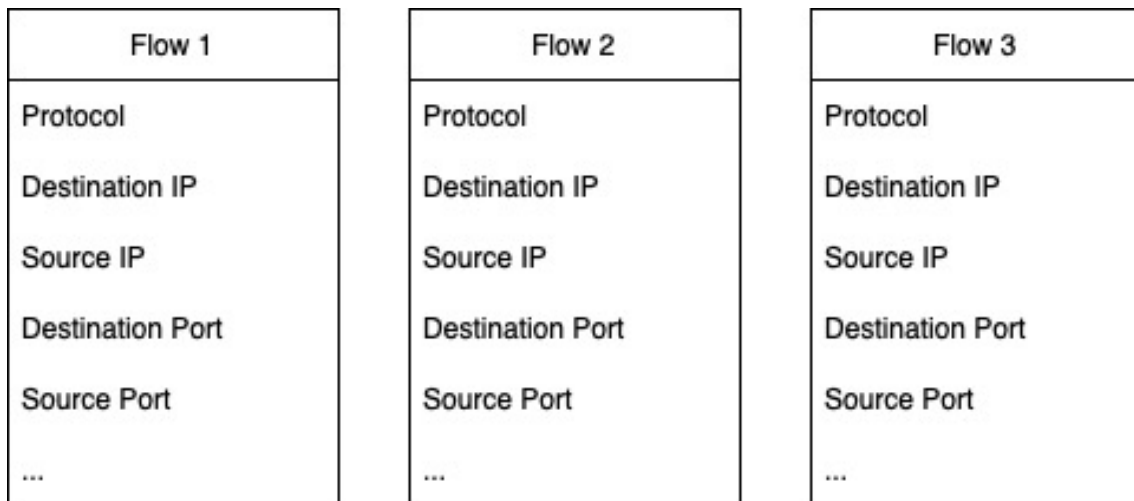 Flow 1
Protocol
Destination IP
Source IP
Destination Port
Source Port
...
Flow 2
Protocol
Destination IP
Source IP
Destination Port
Source Port
...
Flow 3
Protocol
Destination IP
Source IP
Destination Port
Source Port
...